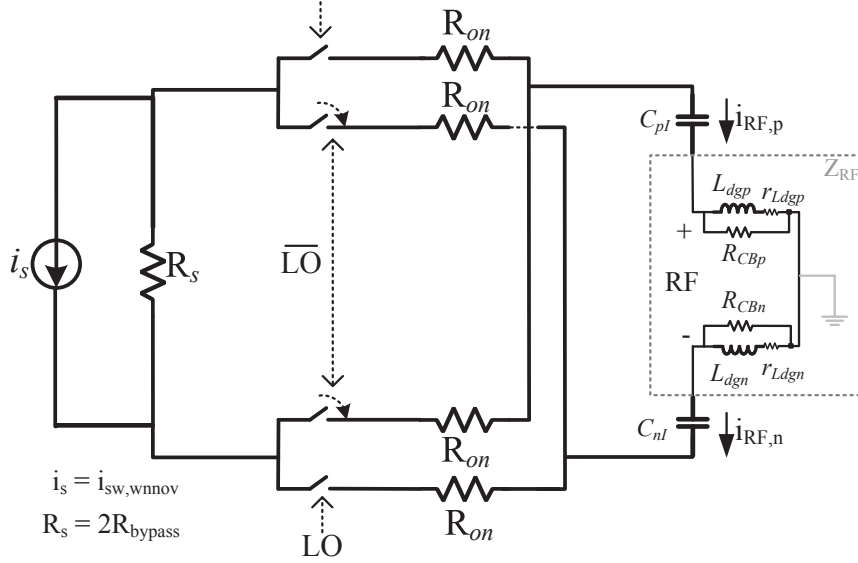 R_on
R_on
C_pI
i_RF,p
Z_RF
L_dgp
r_Ldgp
+
R_CBp
i_s
R_s
L̅O̅
RF
R_CBn
-
L_dgn
r_Ldgn
C_nI
i_RF,n
R_on
i_s = i_sw,wnnov
R_s = 2R_bypass
R_on
LO